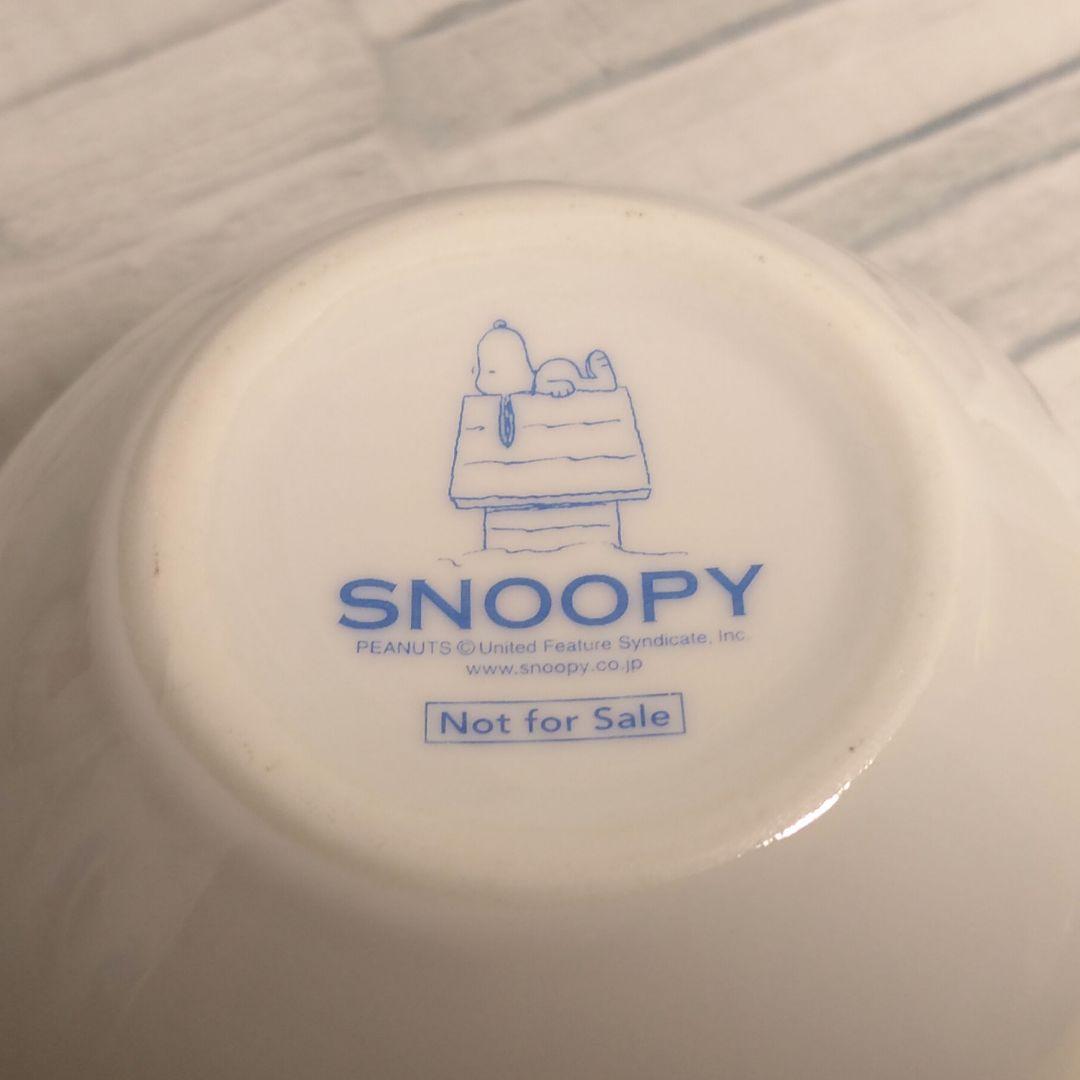 SNOOPY
PEANUTS © United Feature Syndicate, Inc.
www.snoopy.co.jp
Not for Sale